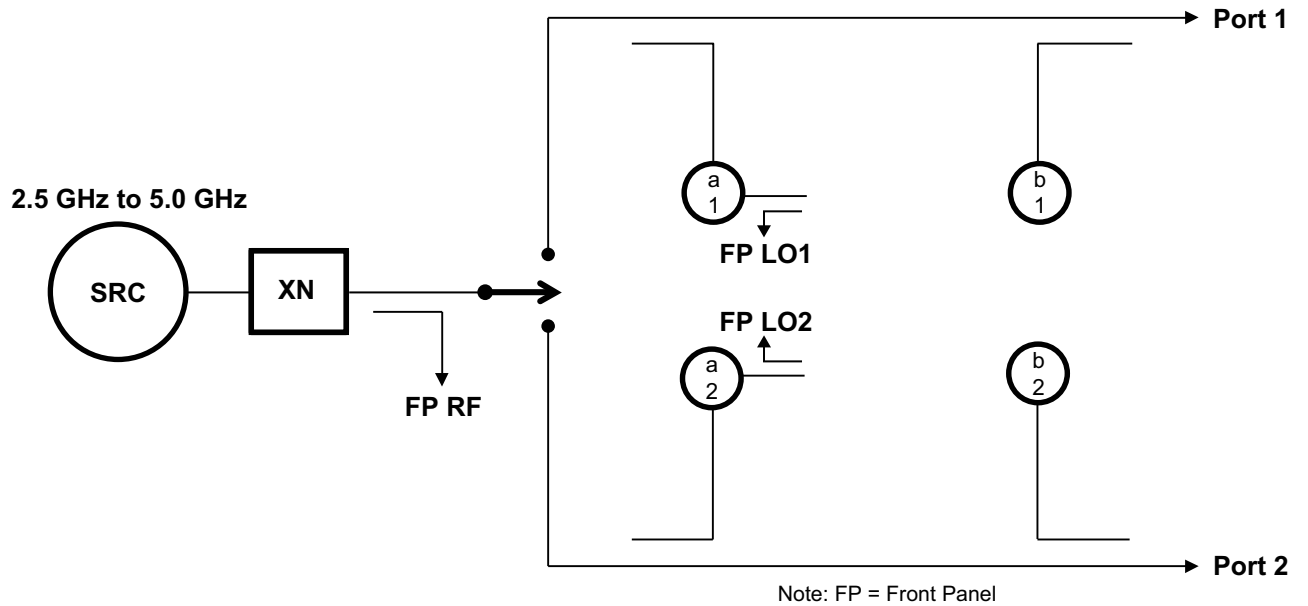 Port 1
a
1
b
1
2.5 GHz to 5.0 GHz
FP LO1
SRC
XN
FP LO2
a
2
b
2
FP RF
Port 2
Note: FP = Front Panel